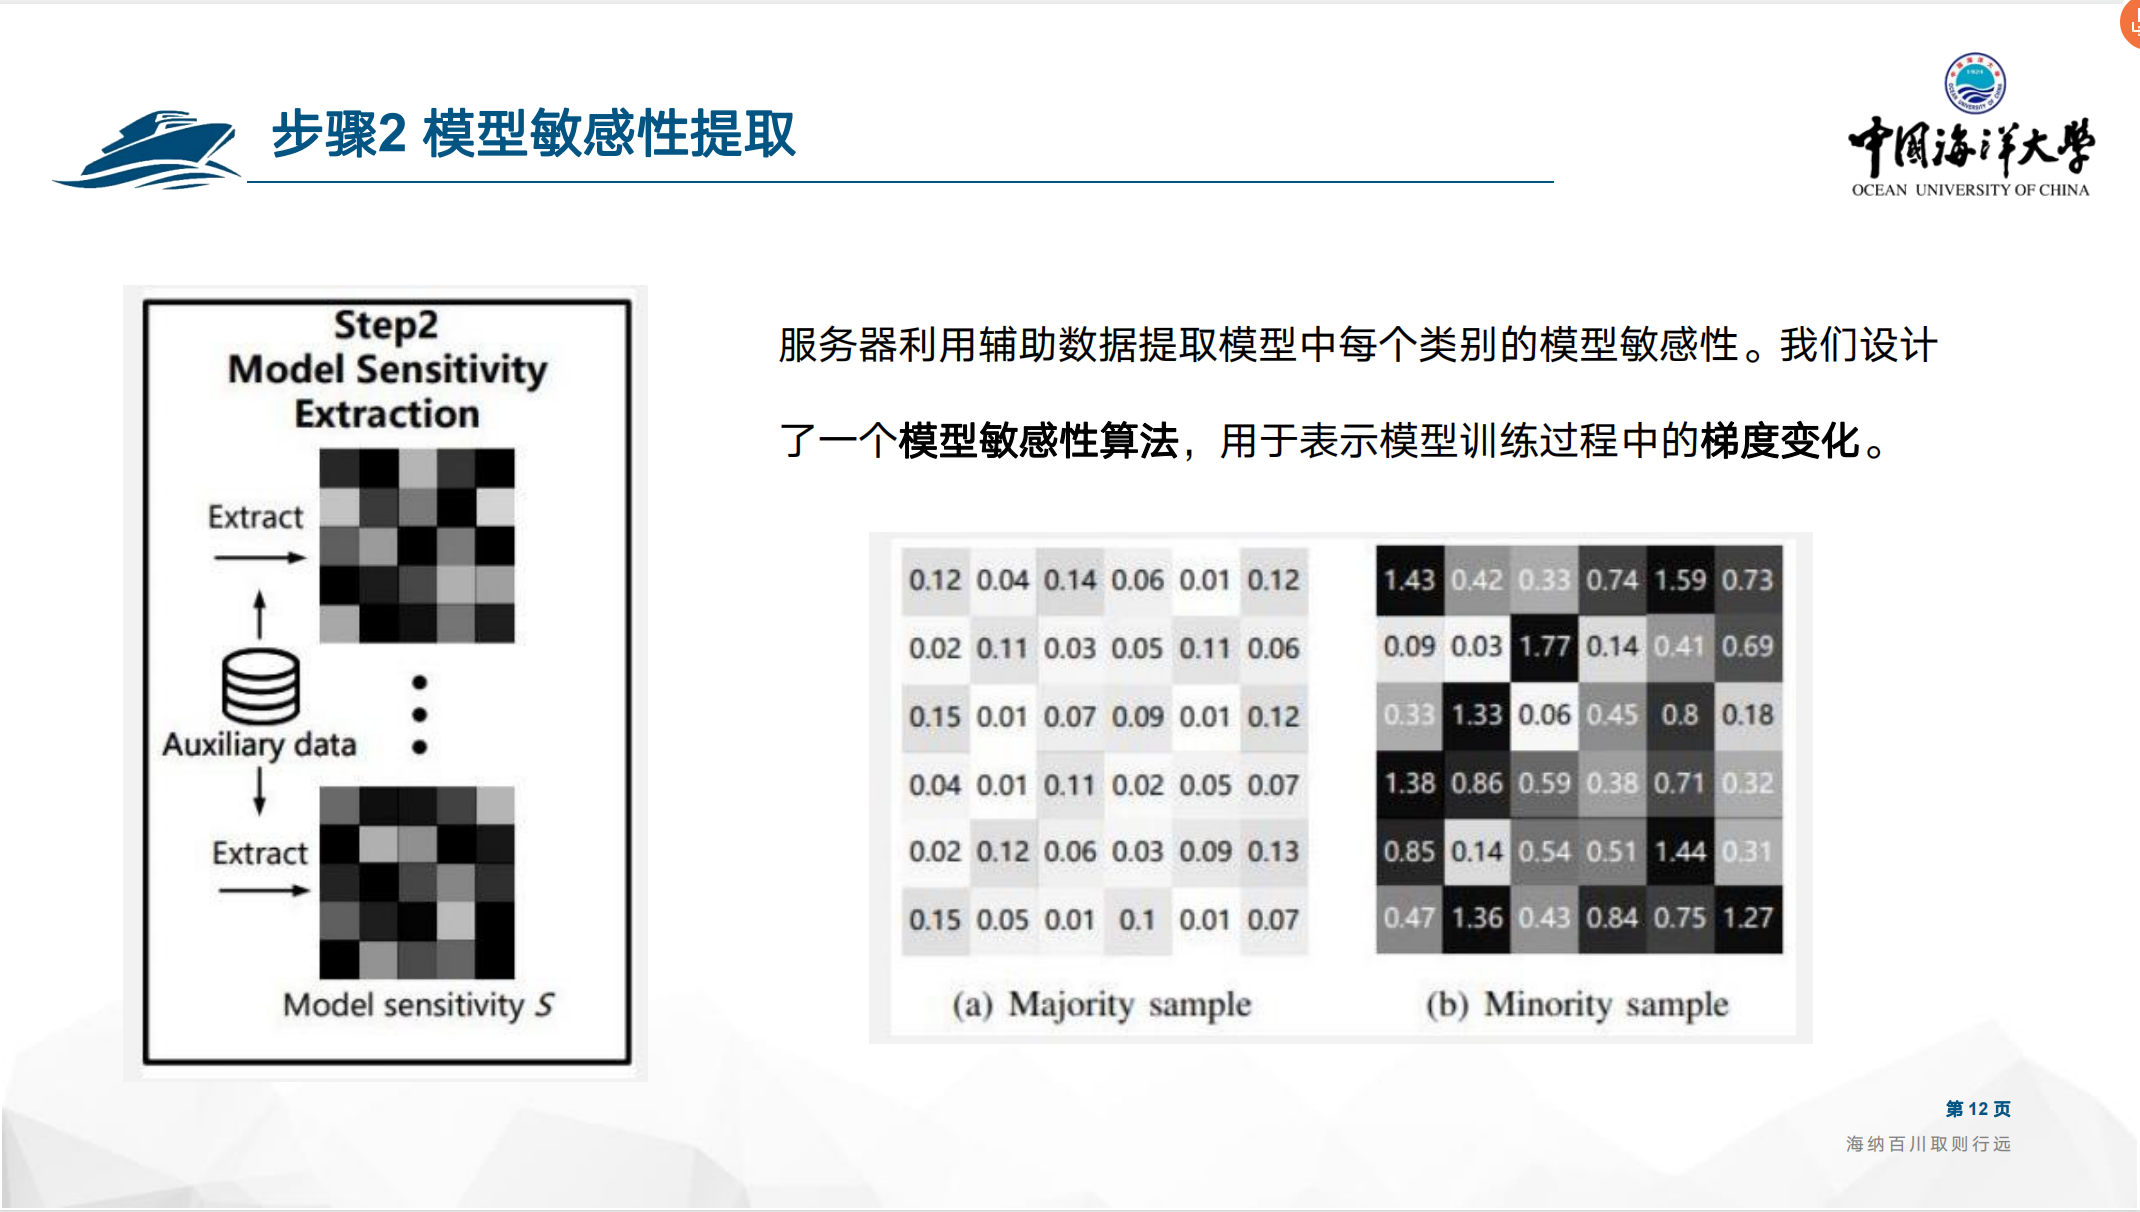 步骤2 模型敏感性提取
中国海洋大学
OCEAN UNIVERSITY OF CHINA
Step2
Model Sensitivity
Extraction
Extract
Auxiliary data
Extract
Model sensitivity S
服务器利用辅助数据提取模型中每个类别的模型敏感性。我们设计
了一个模型敏感性算法，用于表示模型训练过程中的梯度变化。
0.12 0.04 0.14 0.06 0.01 0.12
0.02 0.11 0.03 0.05 0.11 0.06
0.15 0.01 0.07 0.09 0.01 0.12
0.04 0.01 0.11 0.02 0.05 0.07
0.02 0.12 0.06 0.03 0.09 0.13
0.15 0.05 0.01 0.1 0.01 0.07
(a) Majority sample
1.43 0.42 0.33 0.74 1.59 0.73
0.09 0.03 1.77 0.14 0.41 0.69
0.33 1.33 0.06 0.45 0.8 0.18
1.38 0.86 0.59 0.38 0.71 0.32
0.85 0.14 0.54 0.51 1.44 0.31
0.47 1.36 0.43 0.84 0.75 1.27
(b) Minority sample
第 12 页
海纳百川取则行远